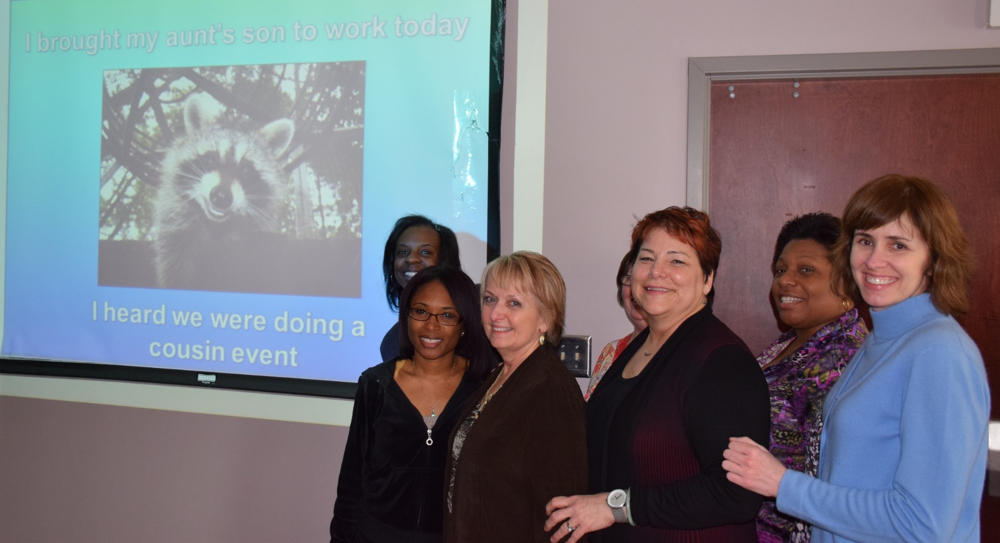 I brought my aunt's son to work today
I heard we were doing a
cousin event